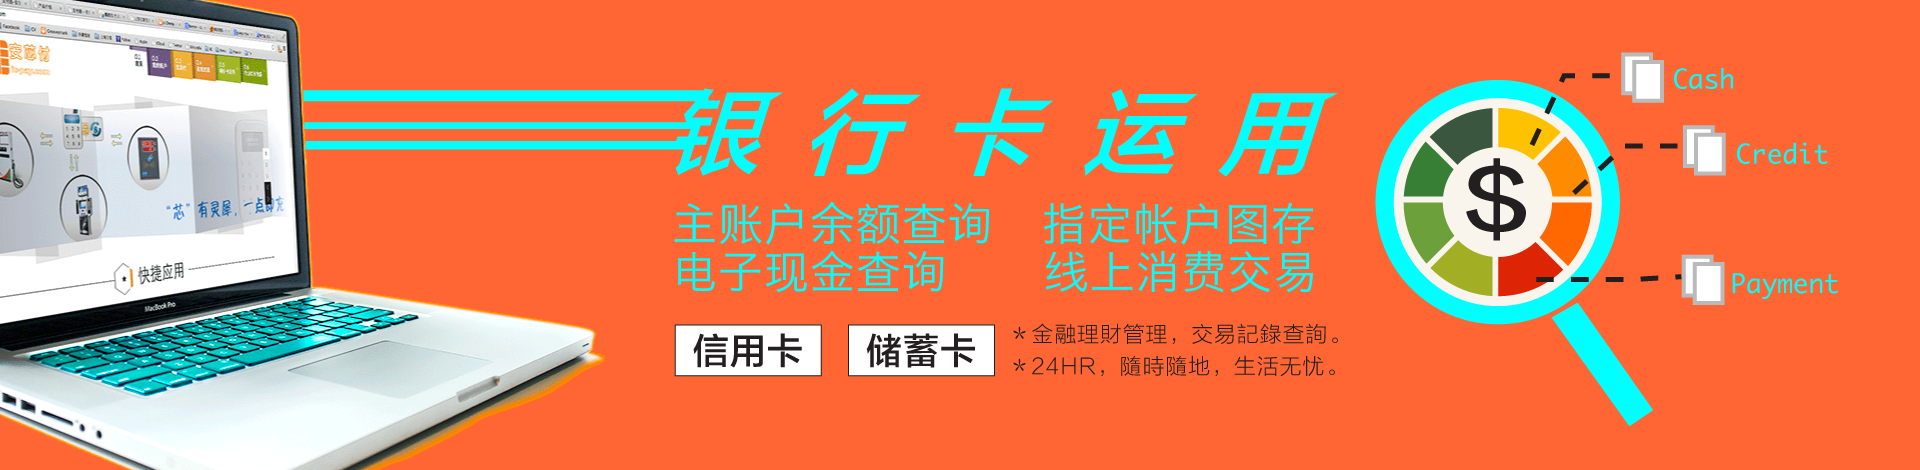 安芯付
“芯”有灵犀，一点即充
快捷应用
MacBook Pro
银行卡运用
主账户余额查询 指定帐户图存
电子现金查询 线上消费交易
信用卡 储蓄卡
＊金融理財管理，交易記錄查詢。
＊24HR，隨時隨地，生活无忧。
$
Cash
Credit
Payment